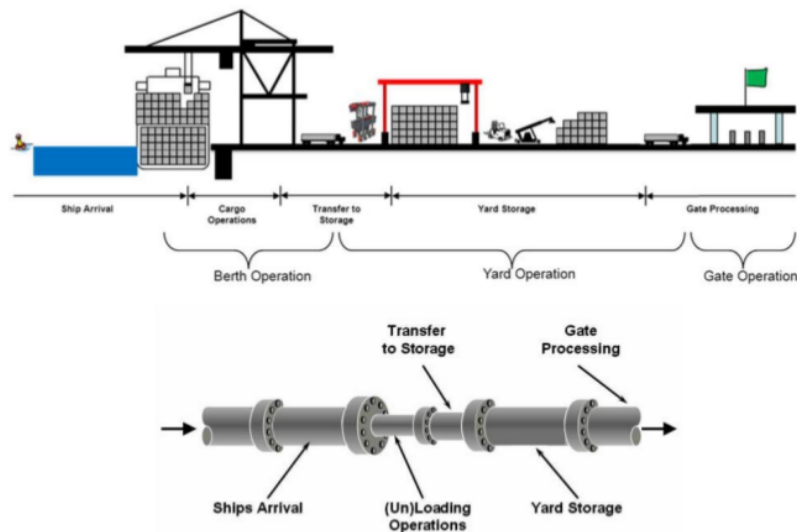 Ship Arrival
Cargo
Operations
Transfer to
Storage
Yard Storage
Gate Processing
Berth Operation
Yard Operation
Gate Operation
Transfer
to Storage
Gate
Processing
Ships Arrival
(Un)Loading
Operations
Yard Storage